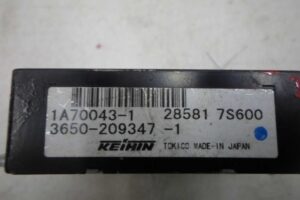 1A70043-1 28581 7S600
3650-209347 -1
KEIHIN TOKICO MADE-IN JAPAN